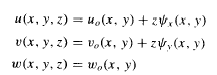 u(x, y, z) = u₀(x, y) + zψₓ(x, y)
v(x, y, z) = v₀(x, y) + zψᵧ(x, y)
w(x, y, z) = w₀(x, y)